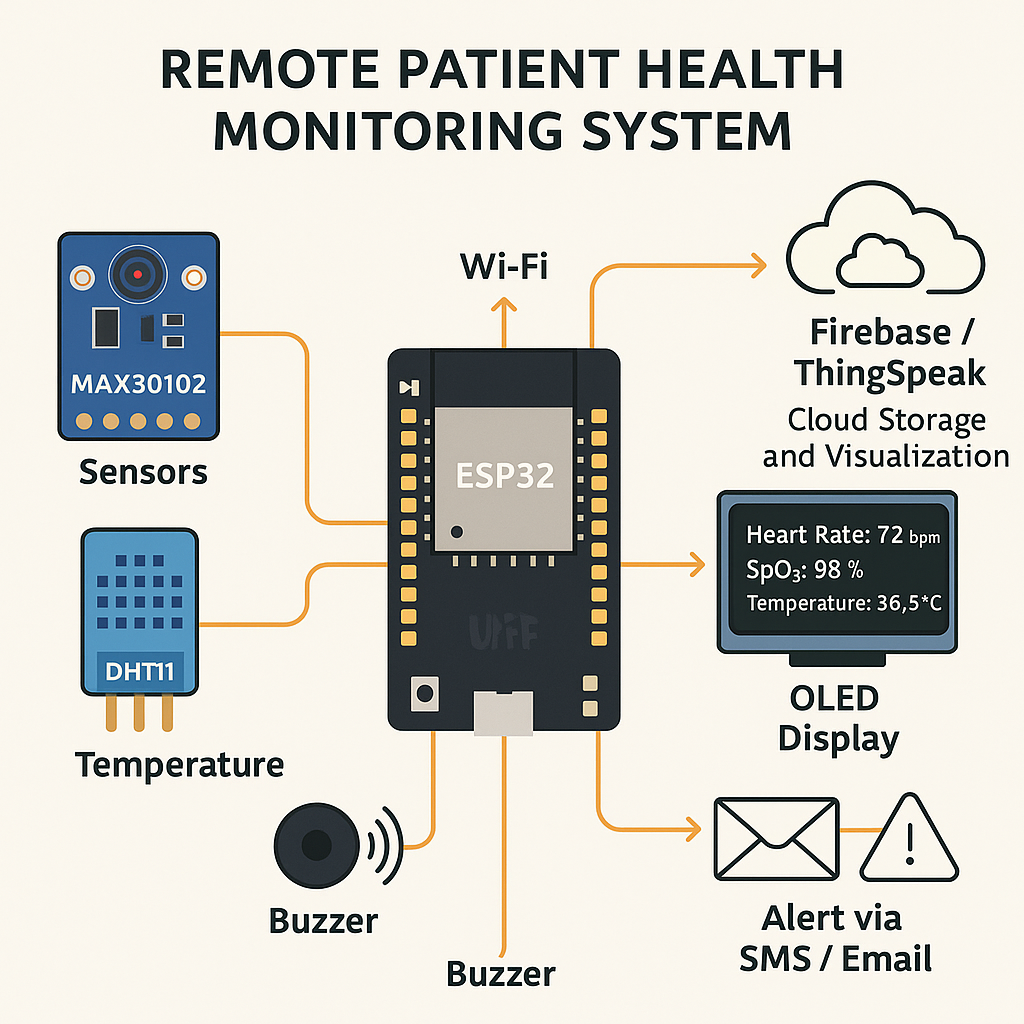 REMOTE PATIENT HEALTH
MONITORING SYSTEM
Wi-Fi
MAX30102
Sensors
Firebase /
ThingSpeak
Cloud Storage
and Visualization
ESP32
Heart Rate: 72 bpm
SpO₃: 98 %
Temperature: 36,5*C
OLED
Display
DHT11
Temperature
Buzzer
Buzzer
Alert via
SMS / Email